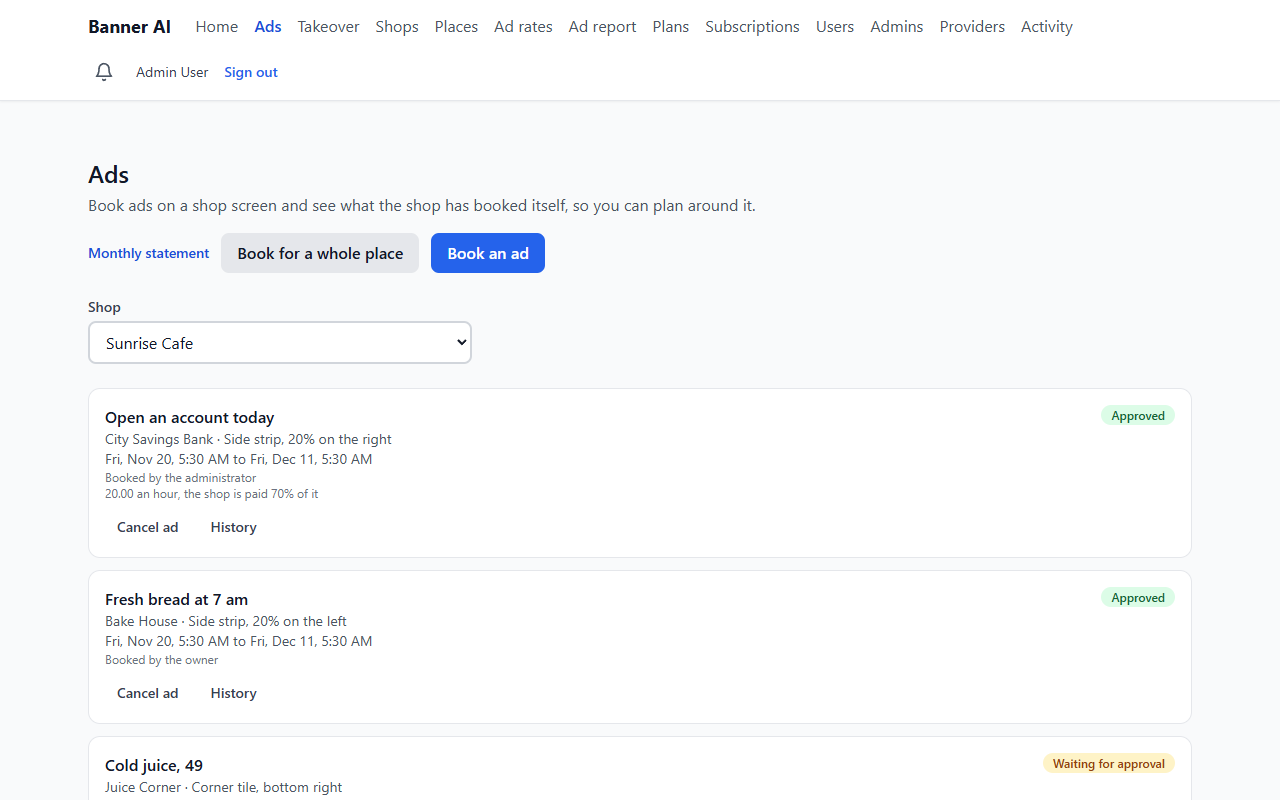 Banner AI Home Ads Takeover Shops Places Ad rates Ad report Plans Subscriptions Users Admins Providers Activity
Admin User Sign out
Ads
Book ads on a shop screen and see what the shop has booked itself, so you can plan around it.
Monthly statement Book for a whole place Book an ad
Shop
Sunrise Cafe
Open an account today Approved
City Savings Bank · Side strip, 20% on the right
Fri, Nov 20, 5:30 AM to Fri, Dec 11, 5:30 AM
Booked by the administrator
20.00 an hour, the shop is paid 70% of it
Cancel ad History
Fresh bread at 7 am Approved
Bake House · Side strip, 20% on the left
Fri, Nov 20, 5:30 AM to Fri, Dec 11, 5:30 AM
Booked by the owner
Cancel ad History
Cold juice, 49 Waiting for approval
Juice Corner · Corner tile, bottom right